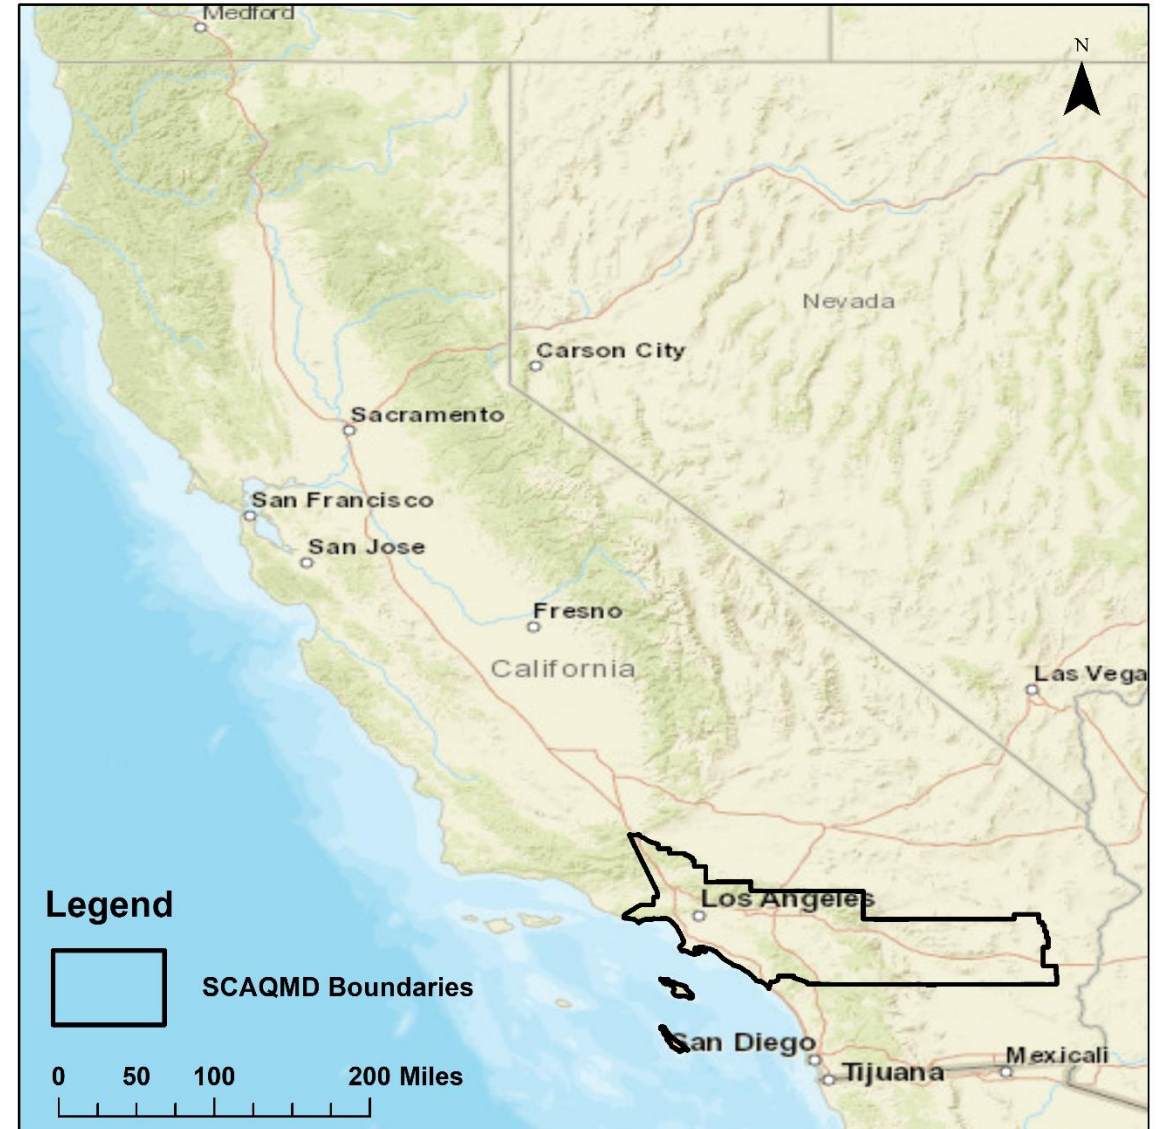 Medford
N
Nevada
Carson City
Sacramento
San Francisco
San Jose
Fresno
California
Las Vega
Los Angeles
Legend
SCAQMD Boundaries
San Diego
Mexicali
Tijuana
0 50 100 200 Miles